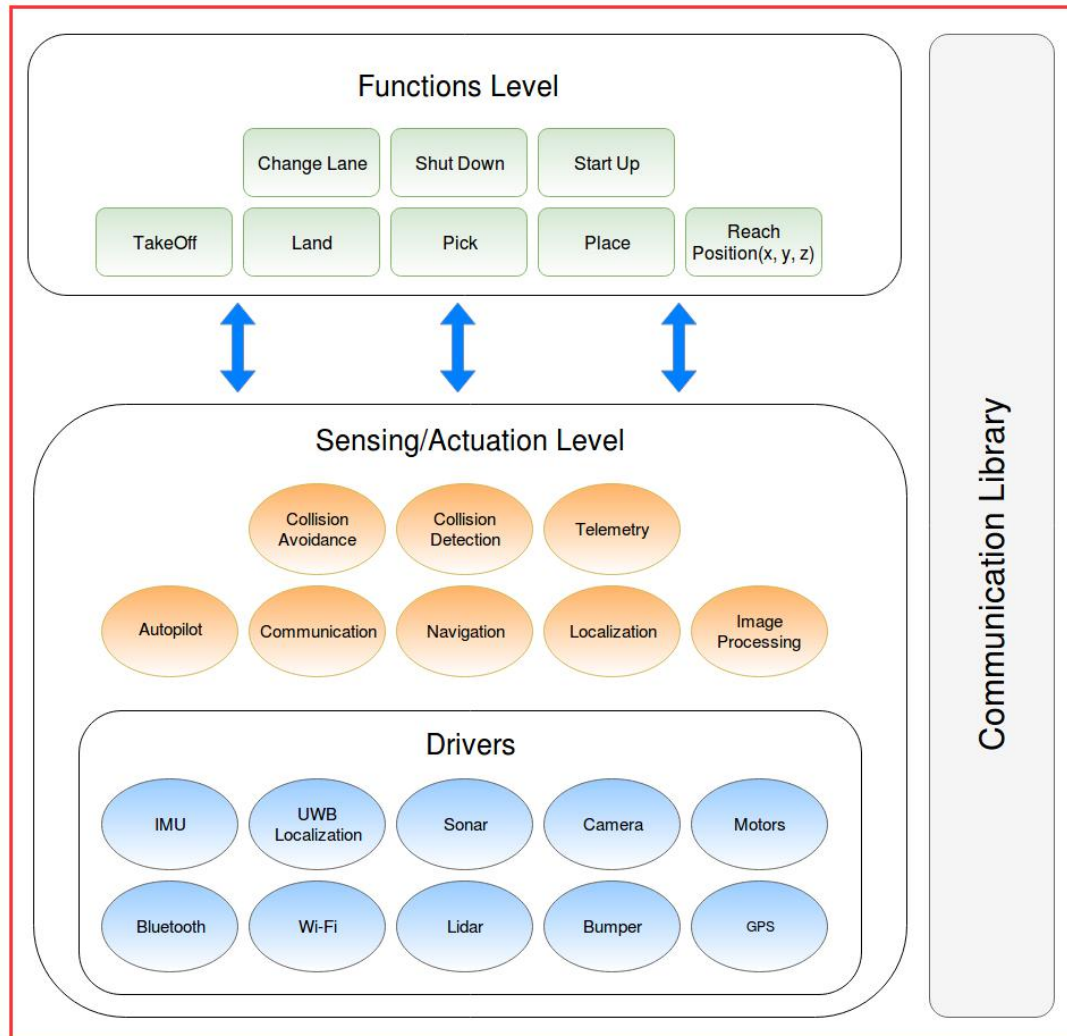 Functions Level
Change Lane
Shut Down
Start Up
TakeOff
Land
Pick
Place
Reach
Position(x, y, z)
Sensing/Actuation Level
Collision
Avoidance
Collision
Detection
Telemetry
Autopilot
Communication
Navigation
Localization
Image
Processing
Drivers
IMU
UWB
Localization
Sonar
Camera
Motors
Bluetooth
Wi-Fi
Lidar
Bumper
GPS
Communication Library